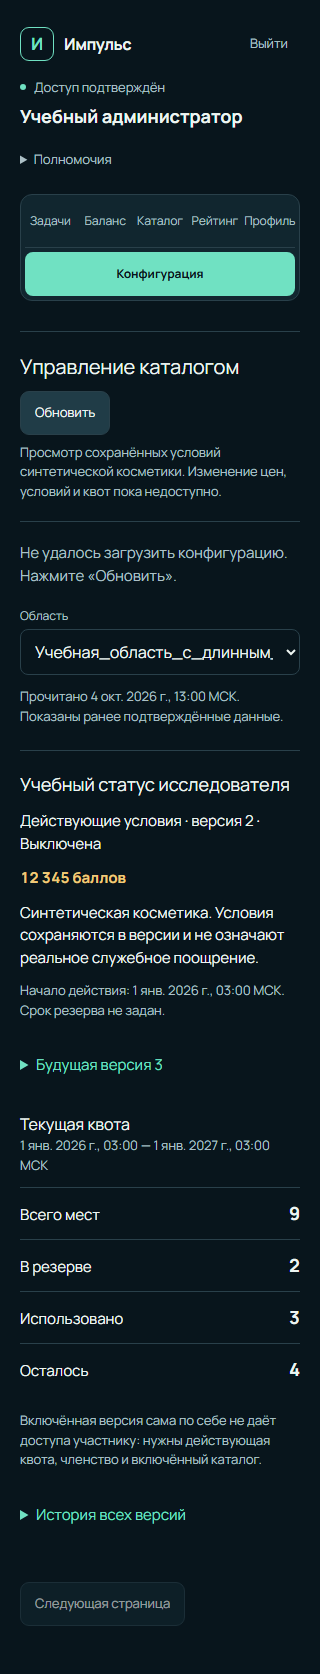 И Импульс Выйти
Доступ подтверждён
Учебный администратор
Полномочия
Задачи Баланс Каталог Рейтинг Профиль
Конфигурация
Управление каталогом
Обновить
Просмотр сохранённых условий
синтетической косметики. Изменение цен,
условий и квот пока недоступно.
Не удалось загрузить конфигурацию.
Нажмите «Обновить».
Область
Учебная_область_с_длинным_
Прочитано 4 окт. 2026 г., 13:00 МСК.
Показаны ранее подтверждённые данные.
Учебный статус исследователя
Действующие условия · версия 2 ·
Выключена
12 345 баллов
Синтетическая косметика. Условия
сохраняются в версии и не означают
реальное служебное поощрение.
Начало действия: 1 янв. 2026 г., 03:00 МСК.
Срок резерва не задан.
Будущая версия 3
Текущая квота
1 янв. 2026 г., 03:00 — 1 янв. 2027 г., 03:00
МСК
Всего мест 9
В резерве 2
Использовано 3
Осталось 4
Включённая версия сама по себе не даёт
доступа участнику: нужны действующая
квота, членство и включённый каталог.
История всех версий
Следующая страница